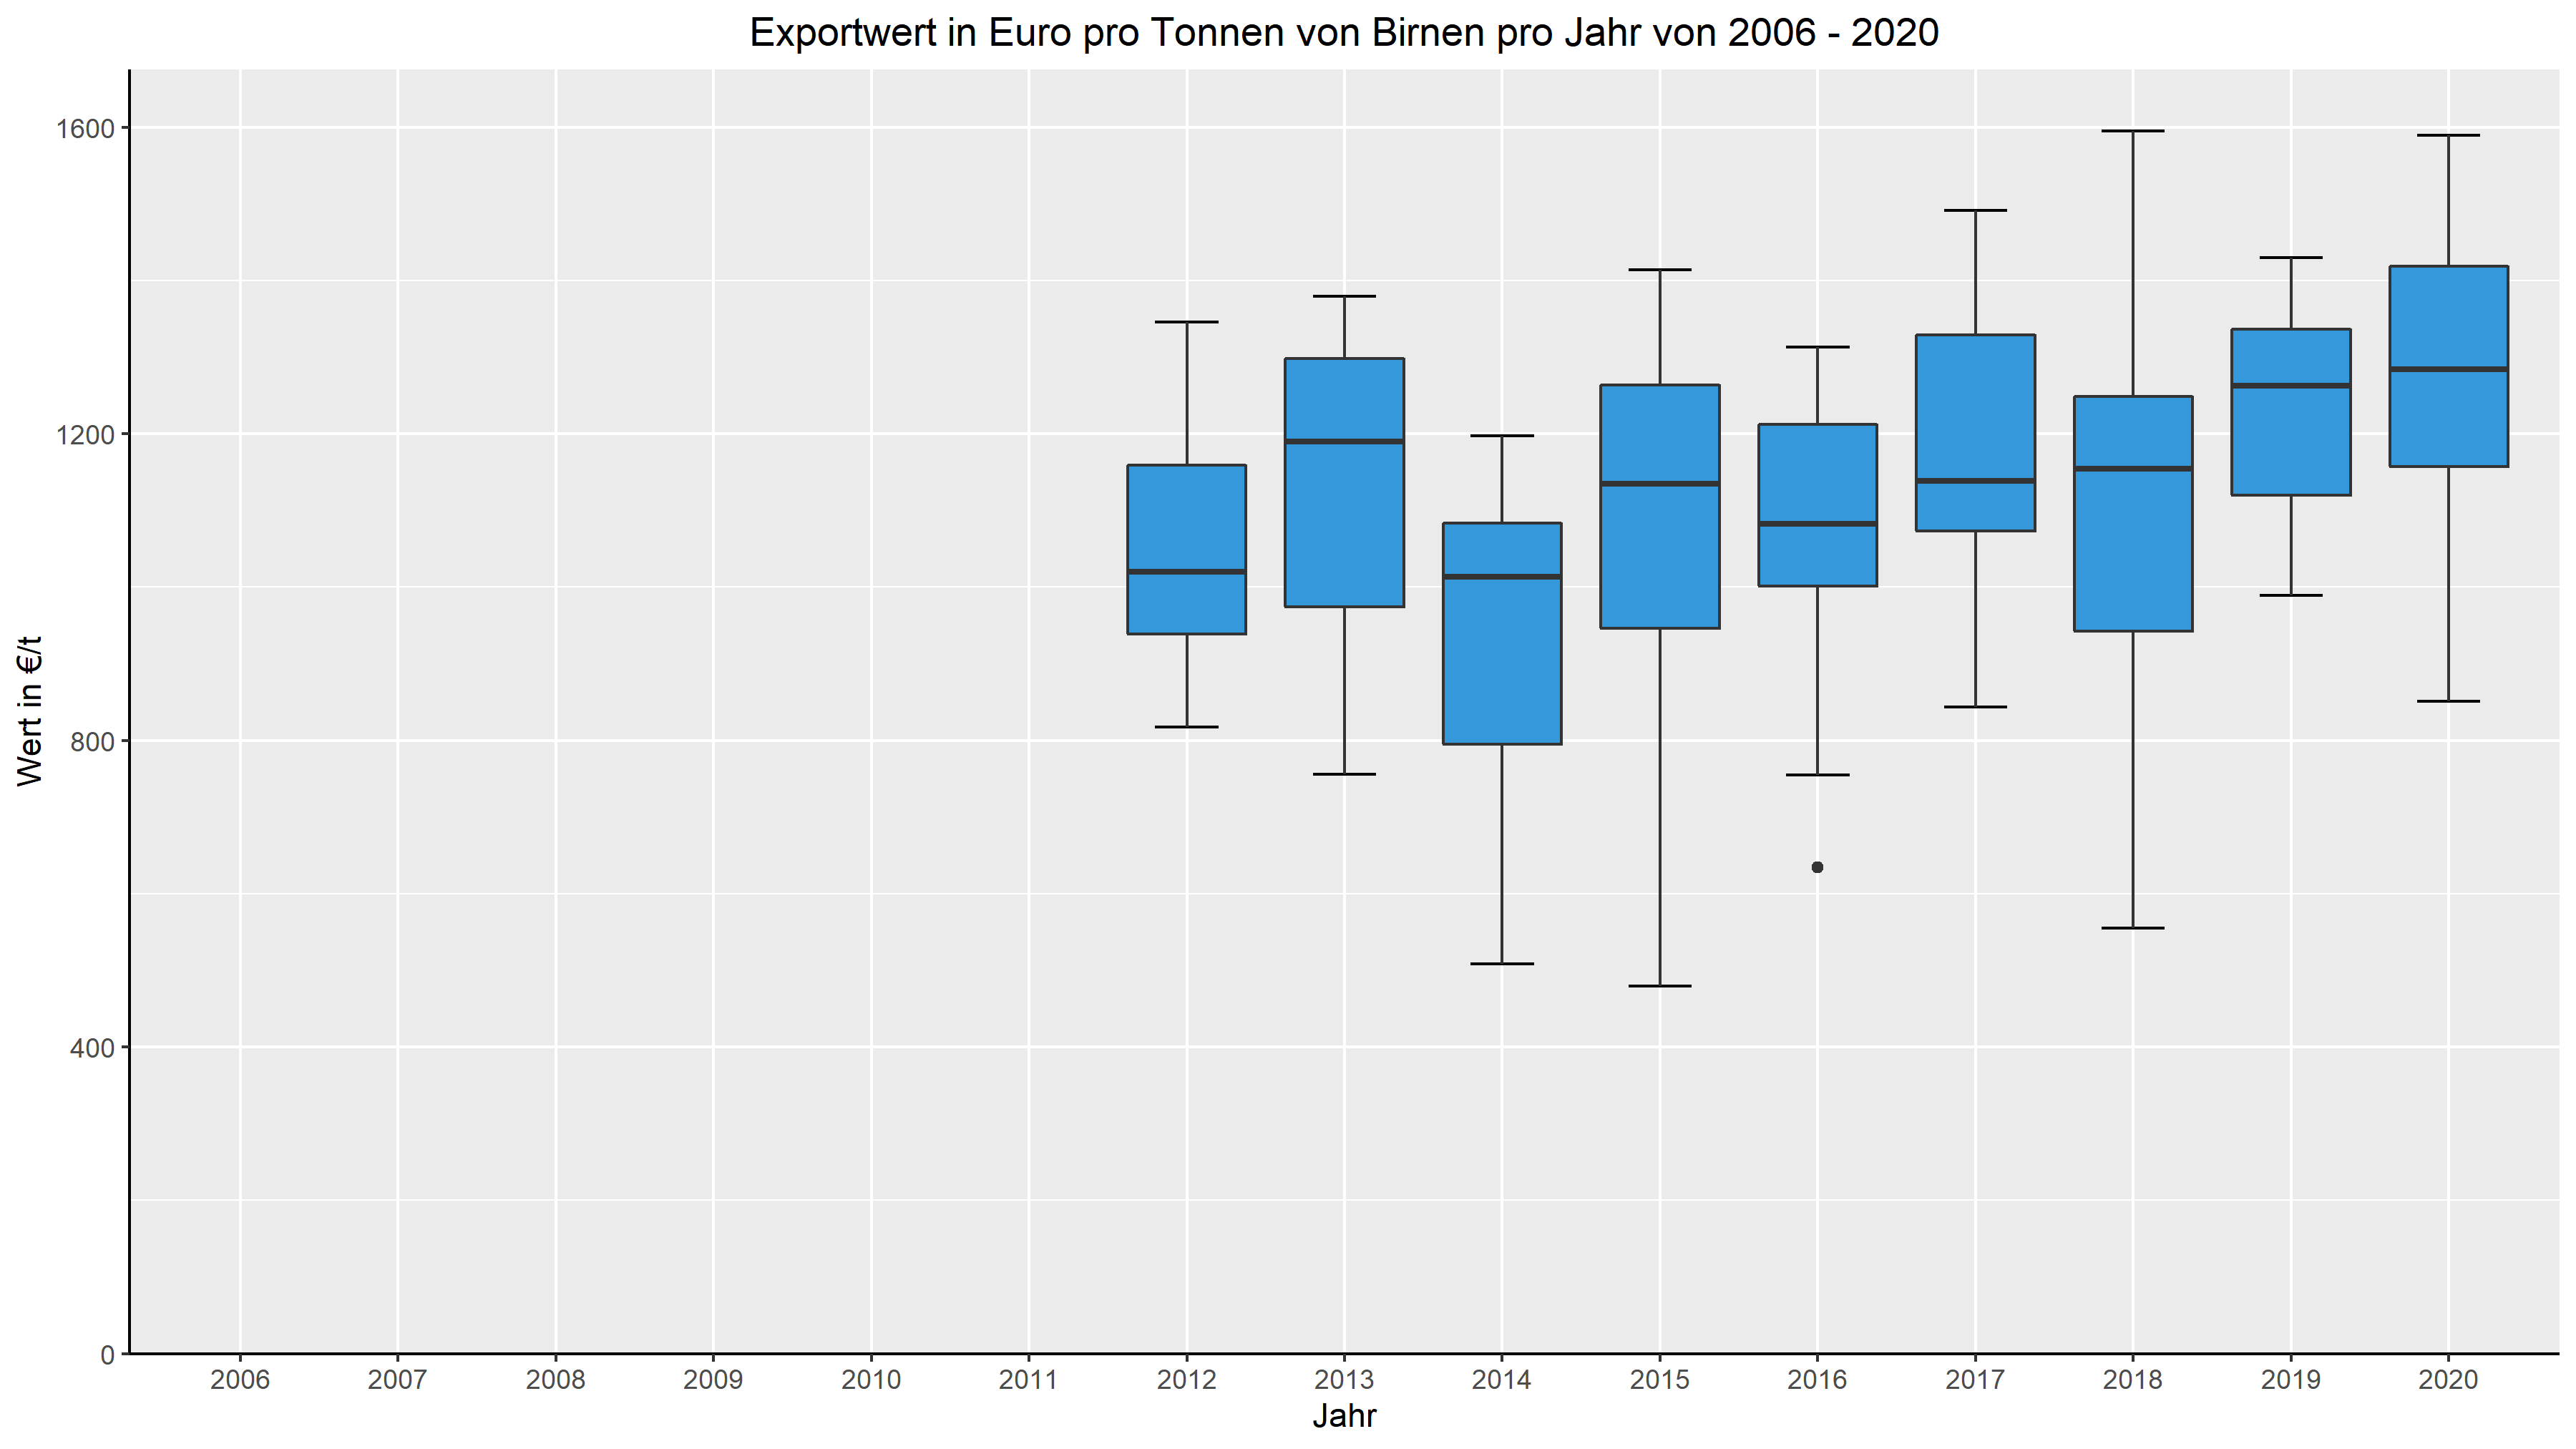 Exportwert in Euro pro Tonnen von Birnen pro Jahr von 2006 - 2020
Wert in €/t
1600
1200
800
400
0
2006 2007 2008 2009 2010 2011 2012 2013 2014 2015 2016 2017 2018 2019 2020
Jahr